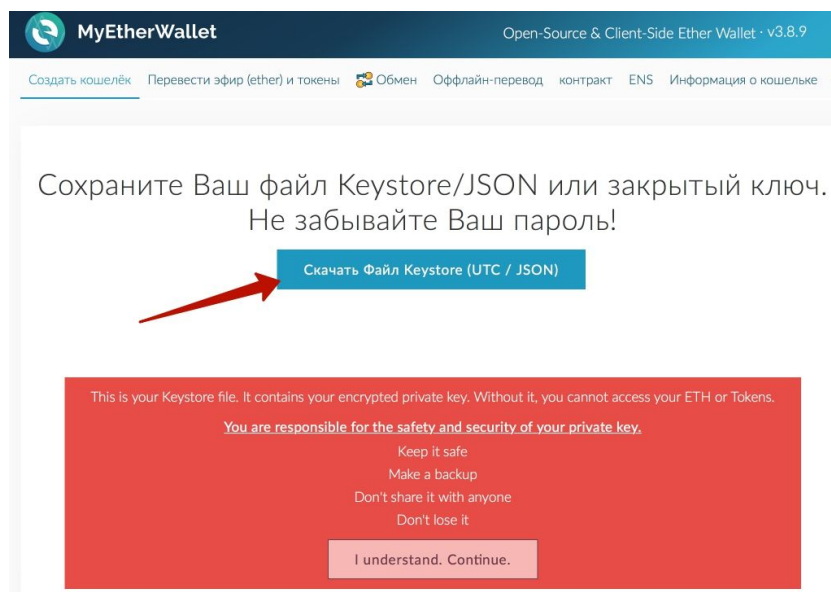 MyEtherWallet
Open-Source & Client-Side Ether Wallet · v3.8.9
Создать кошелёк Перевести эфир (ether) и токены Обмен Оффлайн-перевод контракт ENS Информация о кошельке
Сохраните Ваш файл Keystore/JSON или закрытый ключ.
Не забывайте Ваш пароль!
Скачать Файл Keystore (UTC / JSON)
This is your Keystore file. It contains your encrypted private key. Without it, you cannot access your ETH or Tokens.
You are responsible for the safety and security of your private key.
Keep it safe
Make a backup
Don't share it with anyone
Don't lose it
I understand. Continue.